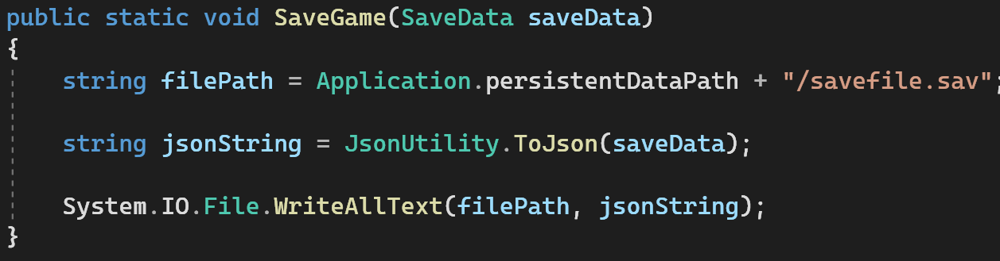 public static void SaveGame(SaveData saveData)
{
string filePath = Application.persistentDataPath + "/savefile.sav";
string jsonString = JsonUtility.ToJson(saveData);
System.IO.File.WriteAllText(filePath, jsonString);
}